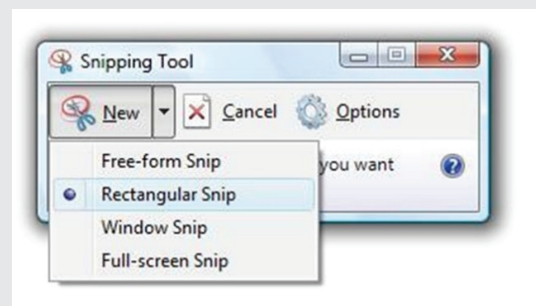 Snipping Tool
New Cancel Options
Free-form Snip
you want
Rectangular Snip
Window Snip
Full-screen Snip